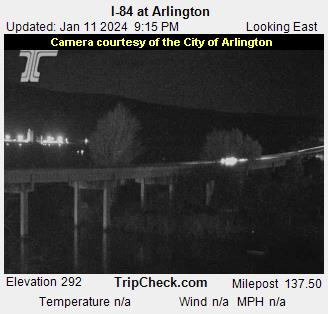 I-84 at Arlington
Updated: Jan 11 2024 9:15 PM Looking East
Camera courtesy of the City of Arlington
Elevation 292 TripCheck.com Milepost 137.50
Temperature n/a Wind n/a MPH n/a